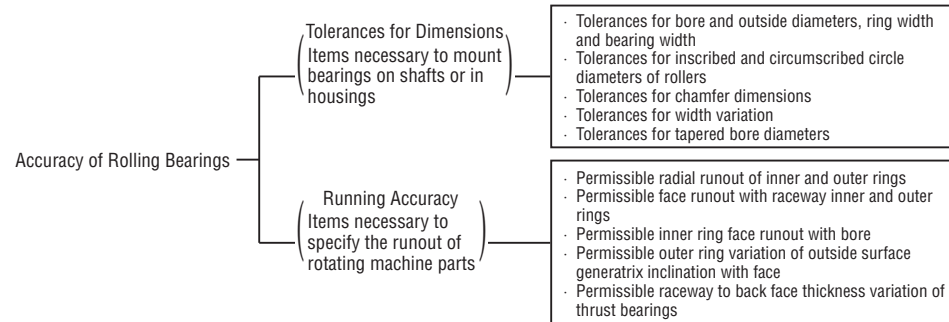 Accuracy of Rolling Bearings
Tolerances for Dimensions
Items necessary to mount
bearings on shafts or in
housings
· Tolerances for bore and outside diameters, ring width
and bearing width
· Tolerances for inscribed and circumscribed circle
diameters of rollers
· Tolerances for chamfer dimensions
· Tolerances for width variation
· Tolerances for tapered bore diameters
Running Accuracy
Items necessary to
specify the runout of
rotating machine parts
· Permissible radial runout of inner and outer rings
· Permissible face runout with raceway inner and outer
rings
· Permissible inner ring face runout with bore
· Permissible outer ring variation of outside surface
generatrix inclination with face
· Permissible raceway to back face thickness variation of
thrust bearings